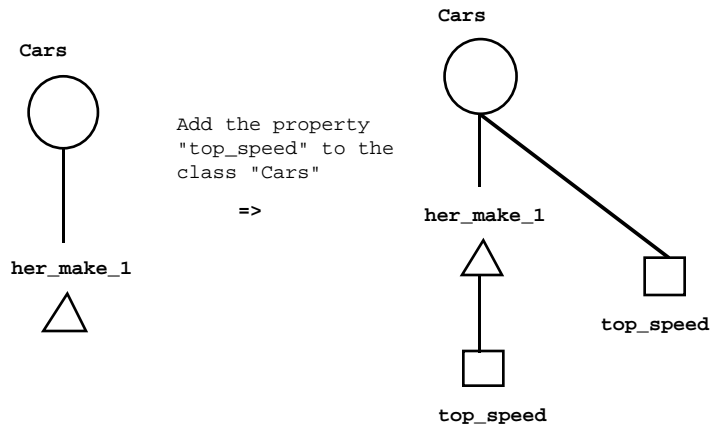 Cars
her_make_1
Add the property
"top_speed" to the
class "Cars"
=>
Cars
her_make_1
top_speed
top_speed